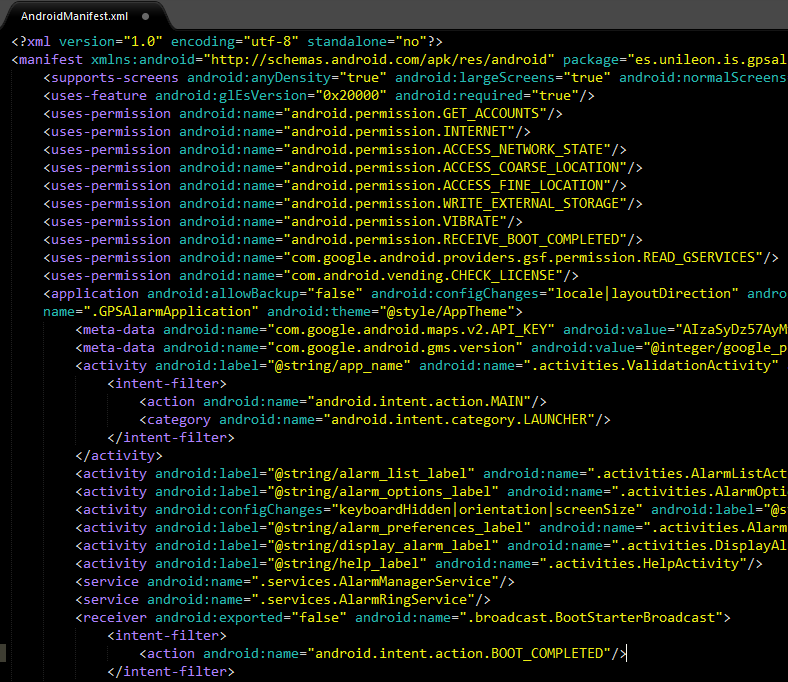 AndroidManifest.xml
<?xml version="1.0" encoding="utf-8" standalone="no"?>
<manifest xmlns:android="http://schemas.android.com/apk/res/android" package="es.unileon.is.gpsal
<supports-screens android:anyDensity="true" android:largeScreens="true" android:normalScreens
<uses-feature android:glEsVersion="0x20000" android:required="true"/>
<uses-permission android:name="android.permission.GET_ACCOUNTS"/>
<uses-permission android:name="android.permission.INTERNET"/>
<uses-permission android:name="android.permission.ACCESS_NETWORK_STATE"/>
<uses-permission android:name="android.permission.ACCESS_COARSE_LOCATION"/>
<uses-permission android:name="android.permission.ACCESS_FINE_LOCATION"/>
<uses-permission android:name="android.permission.WRITE_EXTERNAL_STORAGE"/>
<uses-permission android:name="android.permission.VIBRATE"/>
<uses-permission android:name="android.permission.RECEIVE_BOOT_COMPLETED"/>
<uses-permission android:name="com.google.android.providers.gsf.permission.READ_GSERVICES"/>
<uses-permission android:name="com.android.vending.CHECK_LICENSE"/>
<application android:allowBackup="false" android:configChanges="locale|layoutDirection" andro
name=".GPSAlarmApplication" android:theme="@style/AppTheme">
<meta-data android:name="com.google.android.maps.v2.API_KEY" android:value="AIzaSyDz57AyM
<meta-data android:name="com.google.android.gms.version" android:value="@integer/google_p
<activity android:label="@string/app_name" android:name=".activities.ValidationActivity"
<intent-filter>
<action android:name="android.intent.action.MAIN"/>
<category android:name="android.intent.category.LAUNCHER"/>
</intent-filter>
</activity>
<activity android:label="@string/alarm_list_label" android:name=".activities.AlarmListAct
<activity android:label="@string/alarm_options_label" android:name=".activities.AlarmOpti
<activity android:configChanges="keyboardHidden|orientation|screenSize" android:label="@s
<activity android:label="@string/alarm_preferences_label" android:name=".activities.Alarm
<activity android:label="@string/display_alarm_label" android:name=".activities.DisplayAl
<activity android:label="@string/help_label" android:name=".activities.HelpActivity"/>
<service android:name=".services.AlarmManagerService"/>
<service android:name=".services.AlarmRingService"/>
<receiver android:exported="false" android:name=".broadcast.BootStarterBroadcast">
<intent-filter>
<action android:name="android.intent.action.BOOT_COMPLETED"/>
</intent-filter>